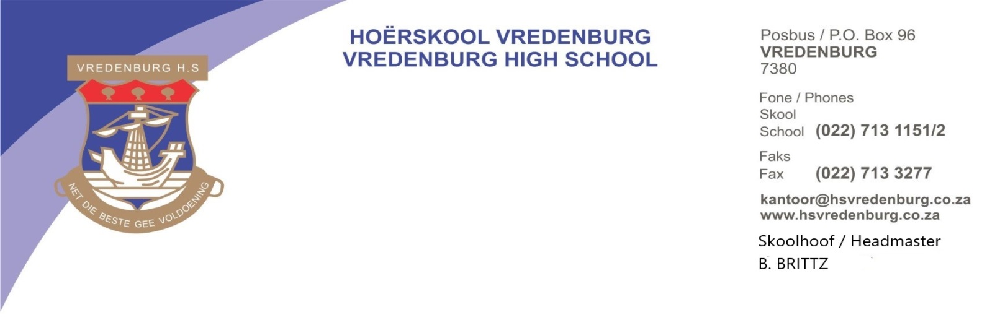 HOËRSKOOL VREDENBURG
VREDENBURG HIGH SCHOOL
VREDENBURG H.S
NET DIE BESTE GEE VOLDOENING
Posbus / P.O. Box 96
VREDENBURG
7380
Fone / Phones
Skool
School (022) 713 1151/2
Faks
Fax (022) 713 3277
kantoor@hsvredenburg.co.za
www.hsvredenburg.co.za
Skoolhoof / Headmaster
B. BRITTZ